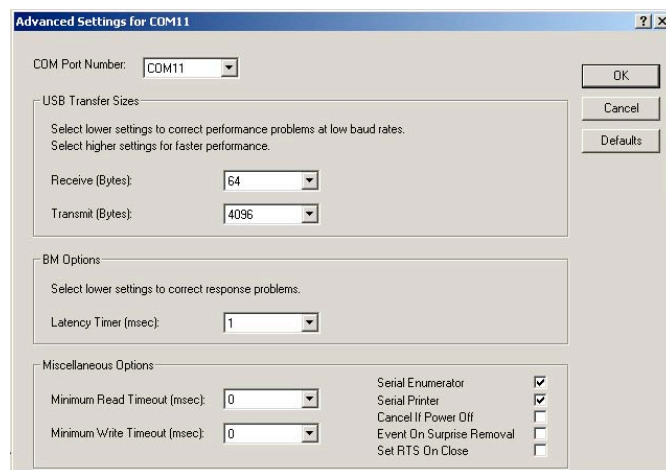 Advanced Settings for COM11
COM Port Number: COM11
OK
Cancel
Defaults
USB Transfer Sizes
Select lower settings to correct performance problems at low baud rates.
Select higher settings for faster performance.
Receive (Bytes): 64
Transmit (Bytes): 4096
BM Options
Select lower settings to correct response problems.
Latency Timer (msec): 1
Miscellaneous Options
Minimum Read Timeout (msec): 0
Minimum Write Timeout (msec): 0
Serial Enumerator
Serial Printer
Cancel If Power Off
Event On Surprise Removal
Set RTS On Close